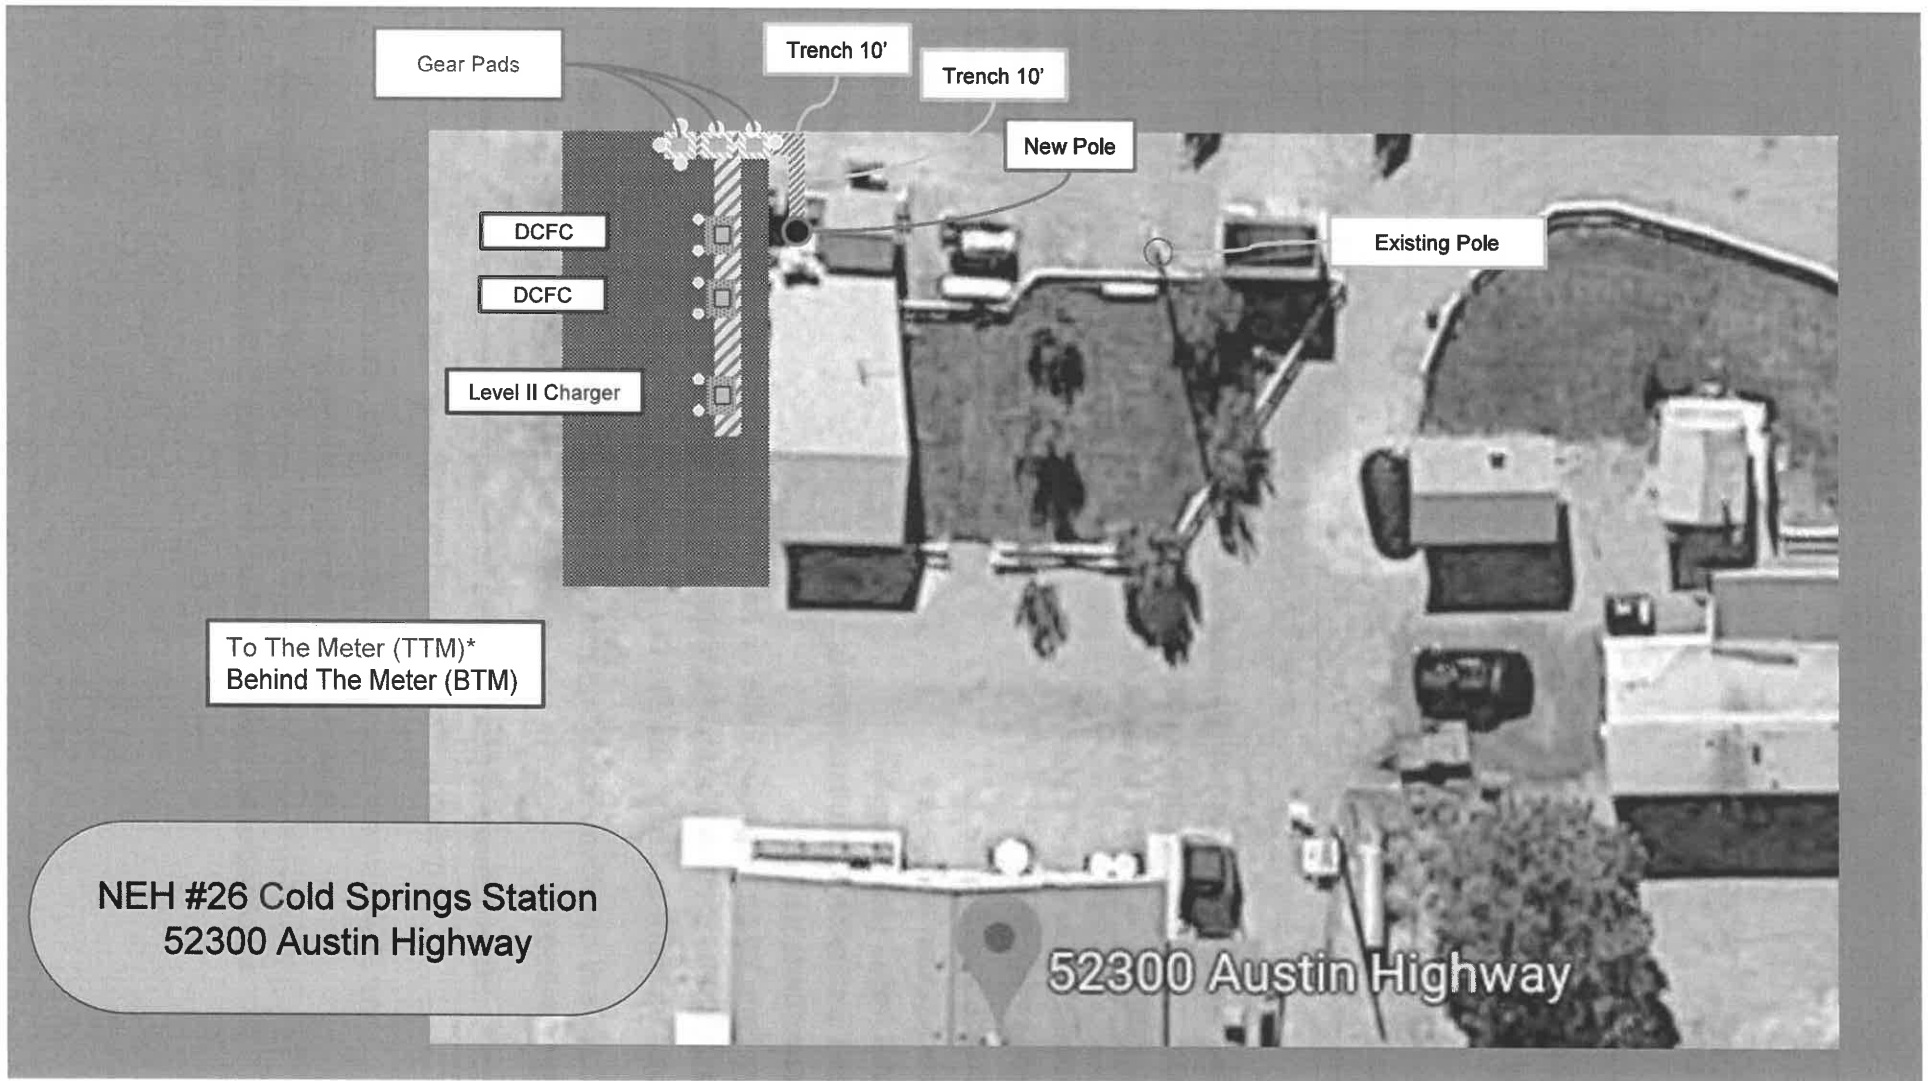 Gear Pads
Trench 10'
Trench 10'
New Pole
DCFC
Existing Pole
DCFC
Level II Charger
To The Meter (TTM)*
Behind The Meter (BTM)
NEH #26 Cold Springs Station
52300 Austin Highway
52300 Austin Highway